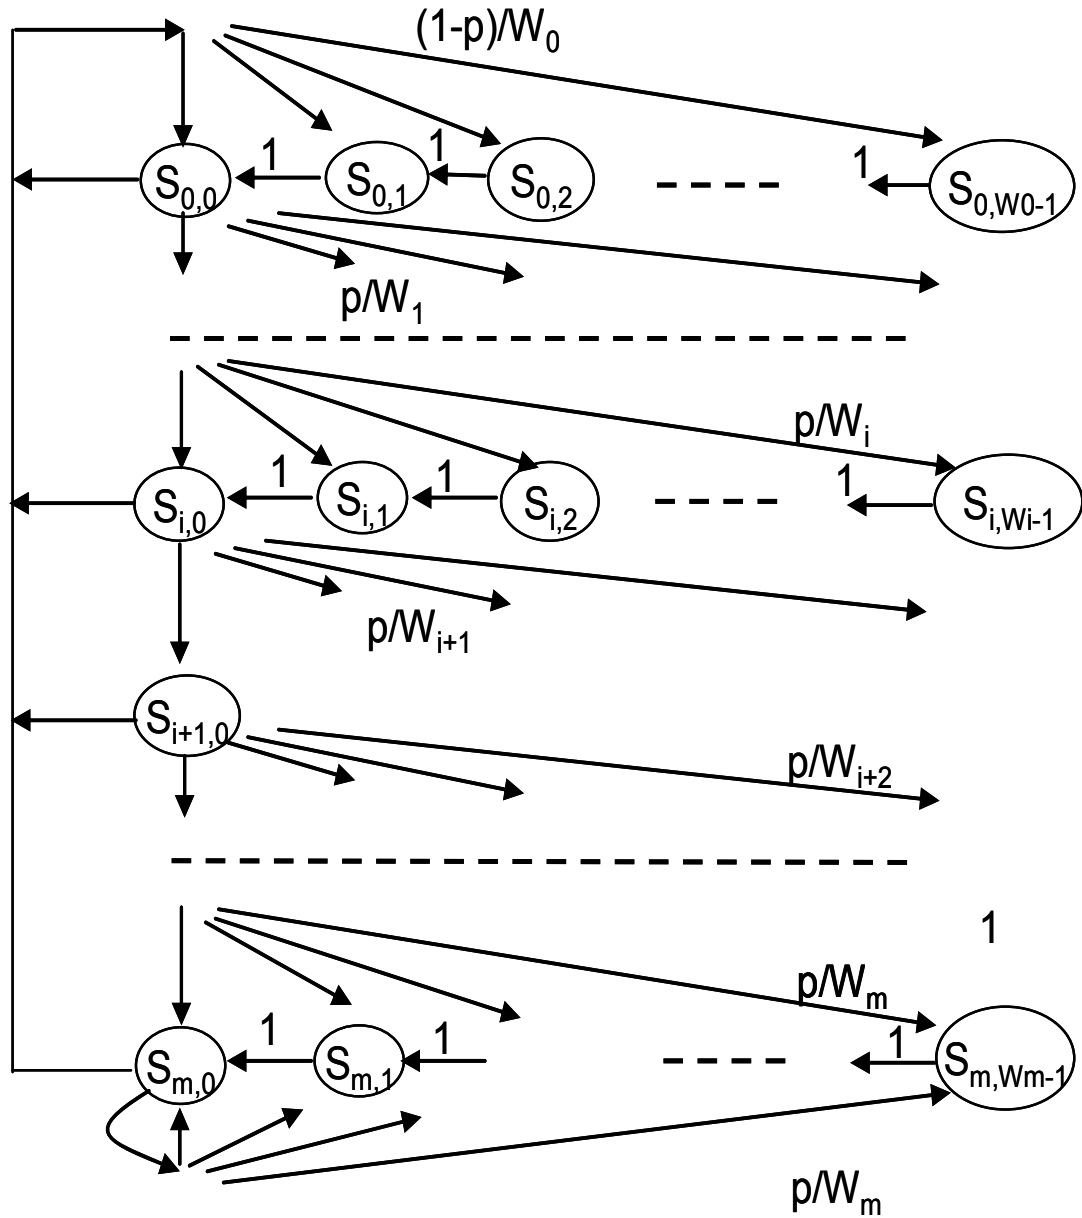 (1-p)/W₀
1 1 1
S₀,₀ S₀,₁ S₀,₂ S₀,W0-1
p/W₁
p/Wᵢ
1 1 1
Sᵢ,₀ Sᵢ,₁ Sᵢ,₂ Sᵢ,Wi-1
p/Wᵢ₊₁
Sᵢ₊₁,₀
p/Wᵢ₊₂
1
p/Wₘ
1 1 1
Sₘ,₀ Sₘ,₁ Sₘ,Wm-1
p/Wₘ